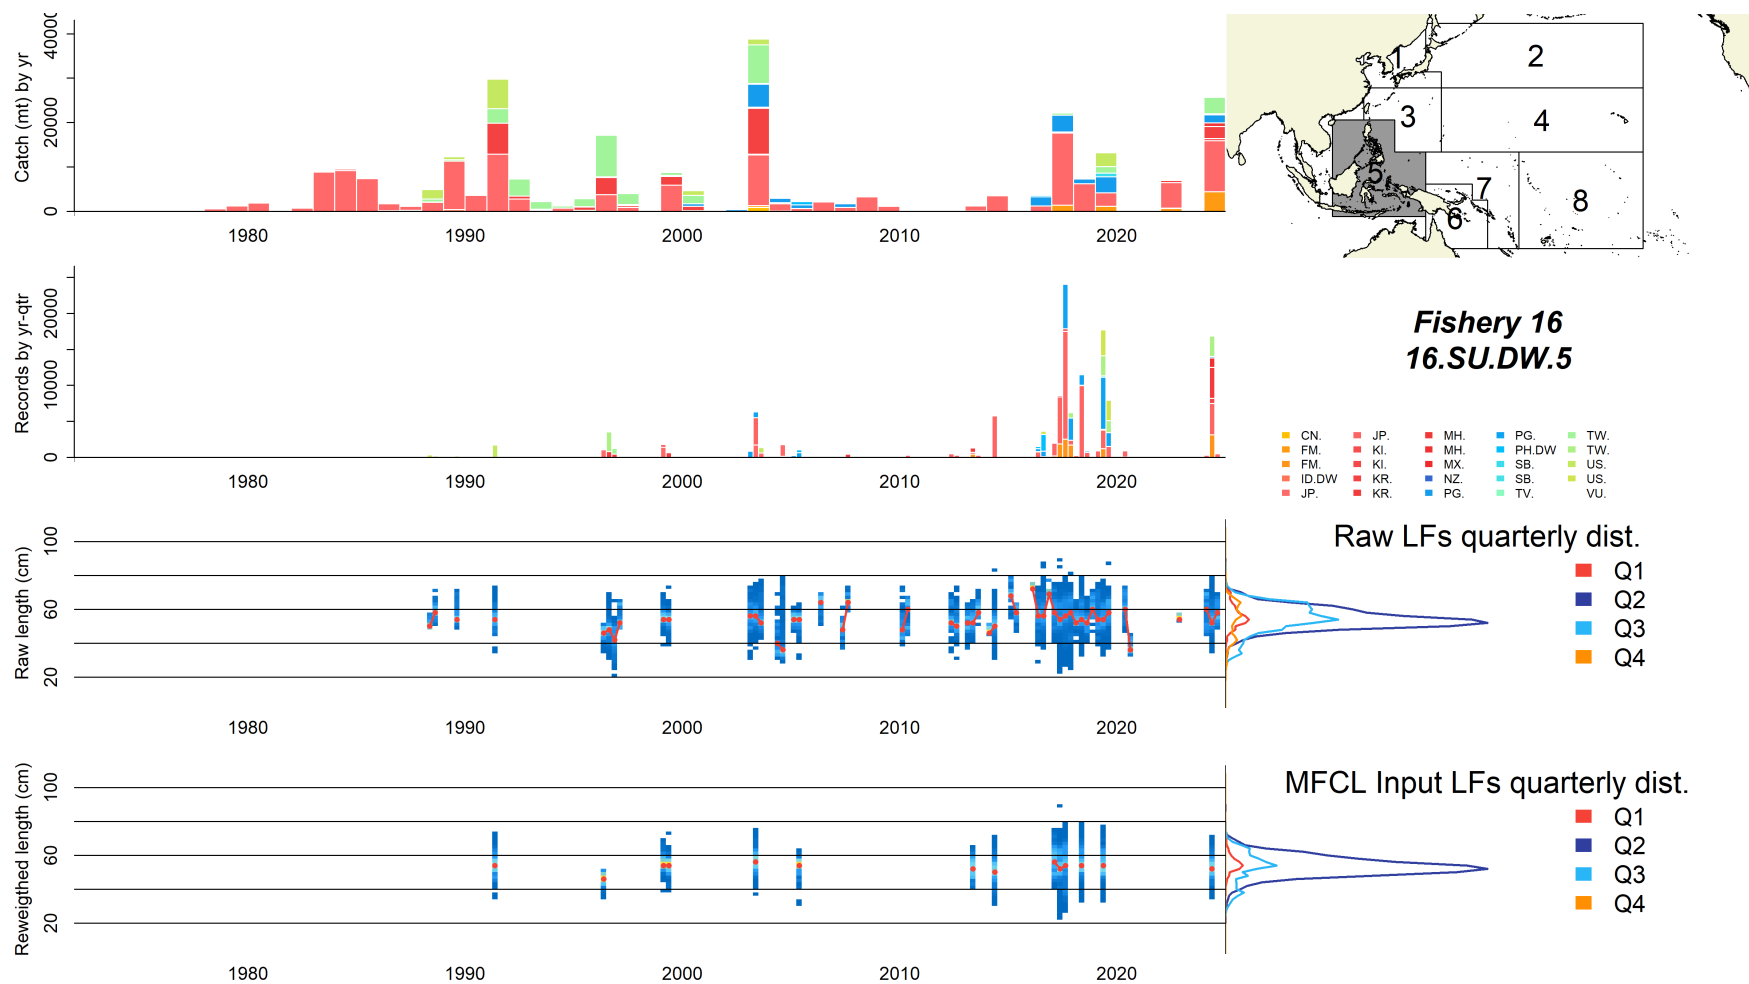 Catch (mt) by yr
0
20000
40000
1980
1990
2000
2010
2020
1
2
3
4
5
6
7
8
Records by yr-qtr
0
10000
20000
1980
1990
2000
2010
2020
Fishery 16
16.SU.DW.5
CN. JP. MH. PG. TW.
FM. KI. MH. PH.DW TW.
FM. KI. MX. SB. US.
ID.DW KR. NZ. SB. US.
JP. KR. PG. TV. VU.
Raw length (cm)
20
40
60
100
1980
1990
2000
2010
2020
Raw LFs quarterly dist.
Q1
Q2
Q3
Q4
Reweigthed length (cm)
20
60
100
1980
1990
2000
2010
2020
MFCL Input LFs quarterly dist.
Q1
Q2
Q3
Q4